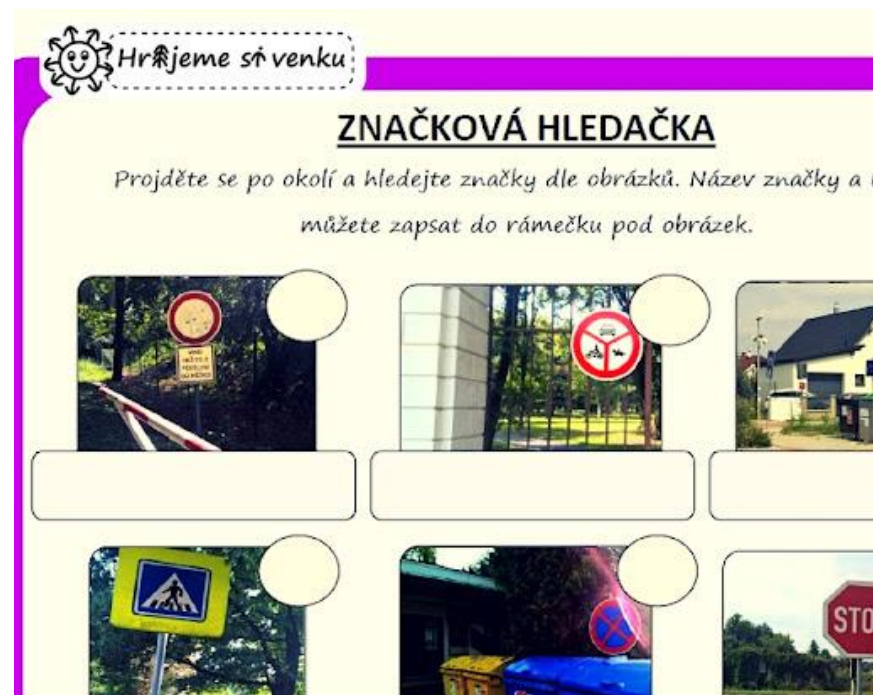 Hrajeme si venku
ZNAČKOVÁ HLEDAČKA
Projděte se po okolí a hledejte značky dle obrázků. Název značky a
můžete zapsat do rámečku pod obrázek.
STO